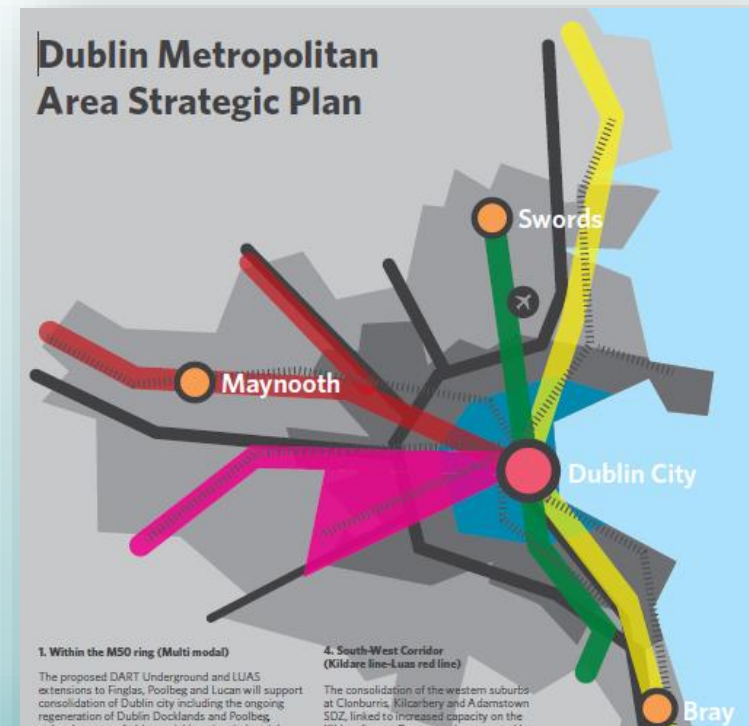 Dublin Metropolitan
Area Strategic Plan
Swords
Maynooth
Dublin City
1. Within the M50 ring (Multi modal)
The proposed DART Underground and LUAS
extensions to Finglas, Poolbeg and Lucan will support
consolidation of Dublin city including the ongoing
regeneration of Dublin Docklands and Poolbeg,
4. South-West Corridor
(Kildare line-Luas red line)
The consolidation of the western suburbs
at Clonburris, Kilcarbery and Adamstown
SDZ, linked to increased capacity on the
Bray